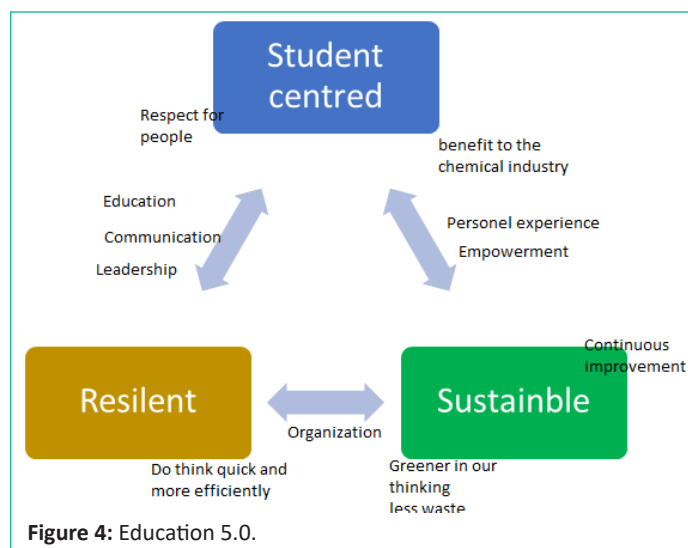 Student
centred
Respect for
people
benefit to the
chemical industry
Education
Personel experience
Communication
Empowerment
Leadership
Continuous
improvement
Resilent
Sustainble
Organization
Do think quick and
more efficiently
Greener in our
thinking
less waste
Figure 4: Education 5.0.